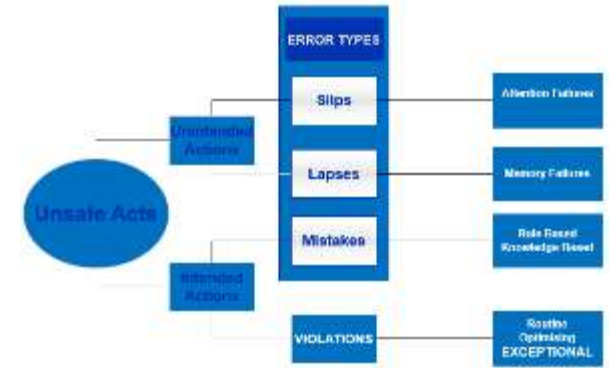 ERROR TYPES
Slips
Attention Failures
Unintended
Actions
Lapses
Memory Failures
Unsafe Acts
Mistakes
Rule Based
Knowledge Based
Intended
Actions
VIOLATIONS
Routine
Optimising
EXCEPTIONAL